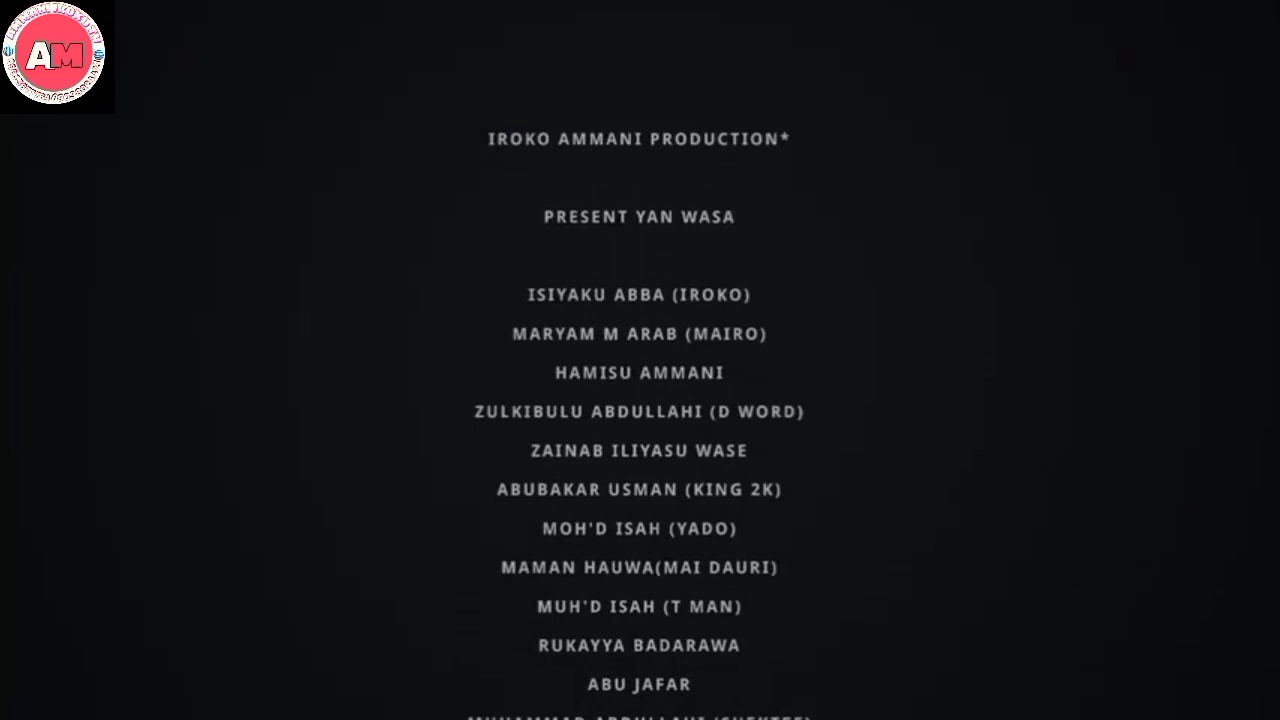 AM
IROKO AMMANI PRODUCTION*
PRESENT YAN WASA
ISIYAKU ABBA (IROKO)
MARYAM M ARAB (MAIRO)
HAMISU AMMANI
ZULKIBULU ABDULLAHI (D WORD)
ZAINAB ILIYASU WASE
ABUBAKAR USMAN (KING 2K)
MOH'D ISAH (YADO)
MAMAN HAUWA(MAI DAURI)
MUH'D ISAH (T MAN)
RUKAYYA BADARAWA
ABU JAFAR